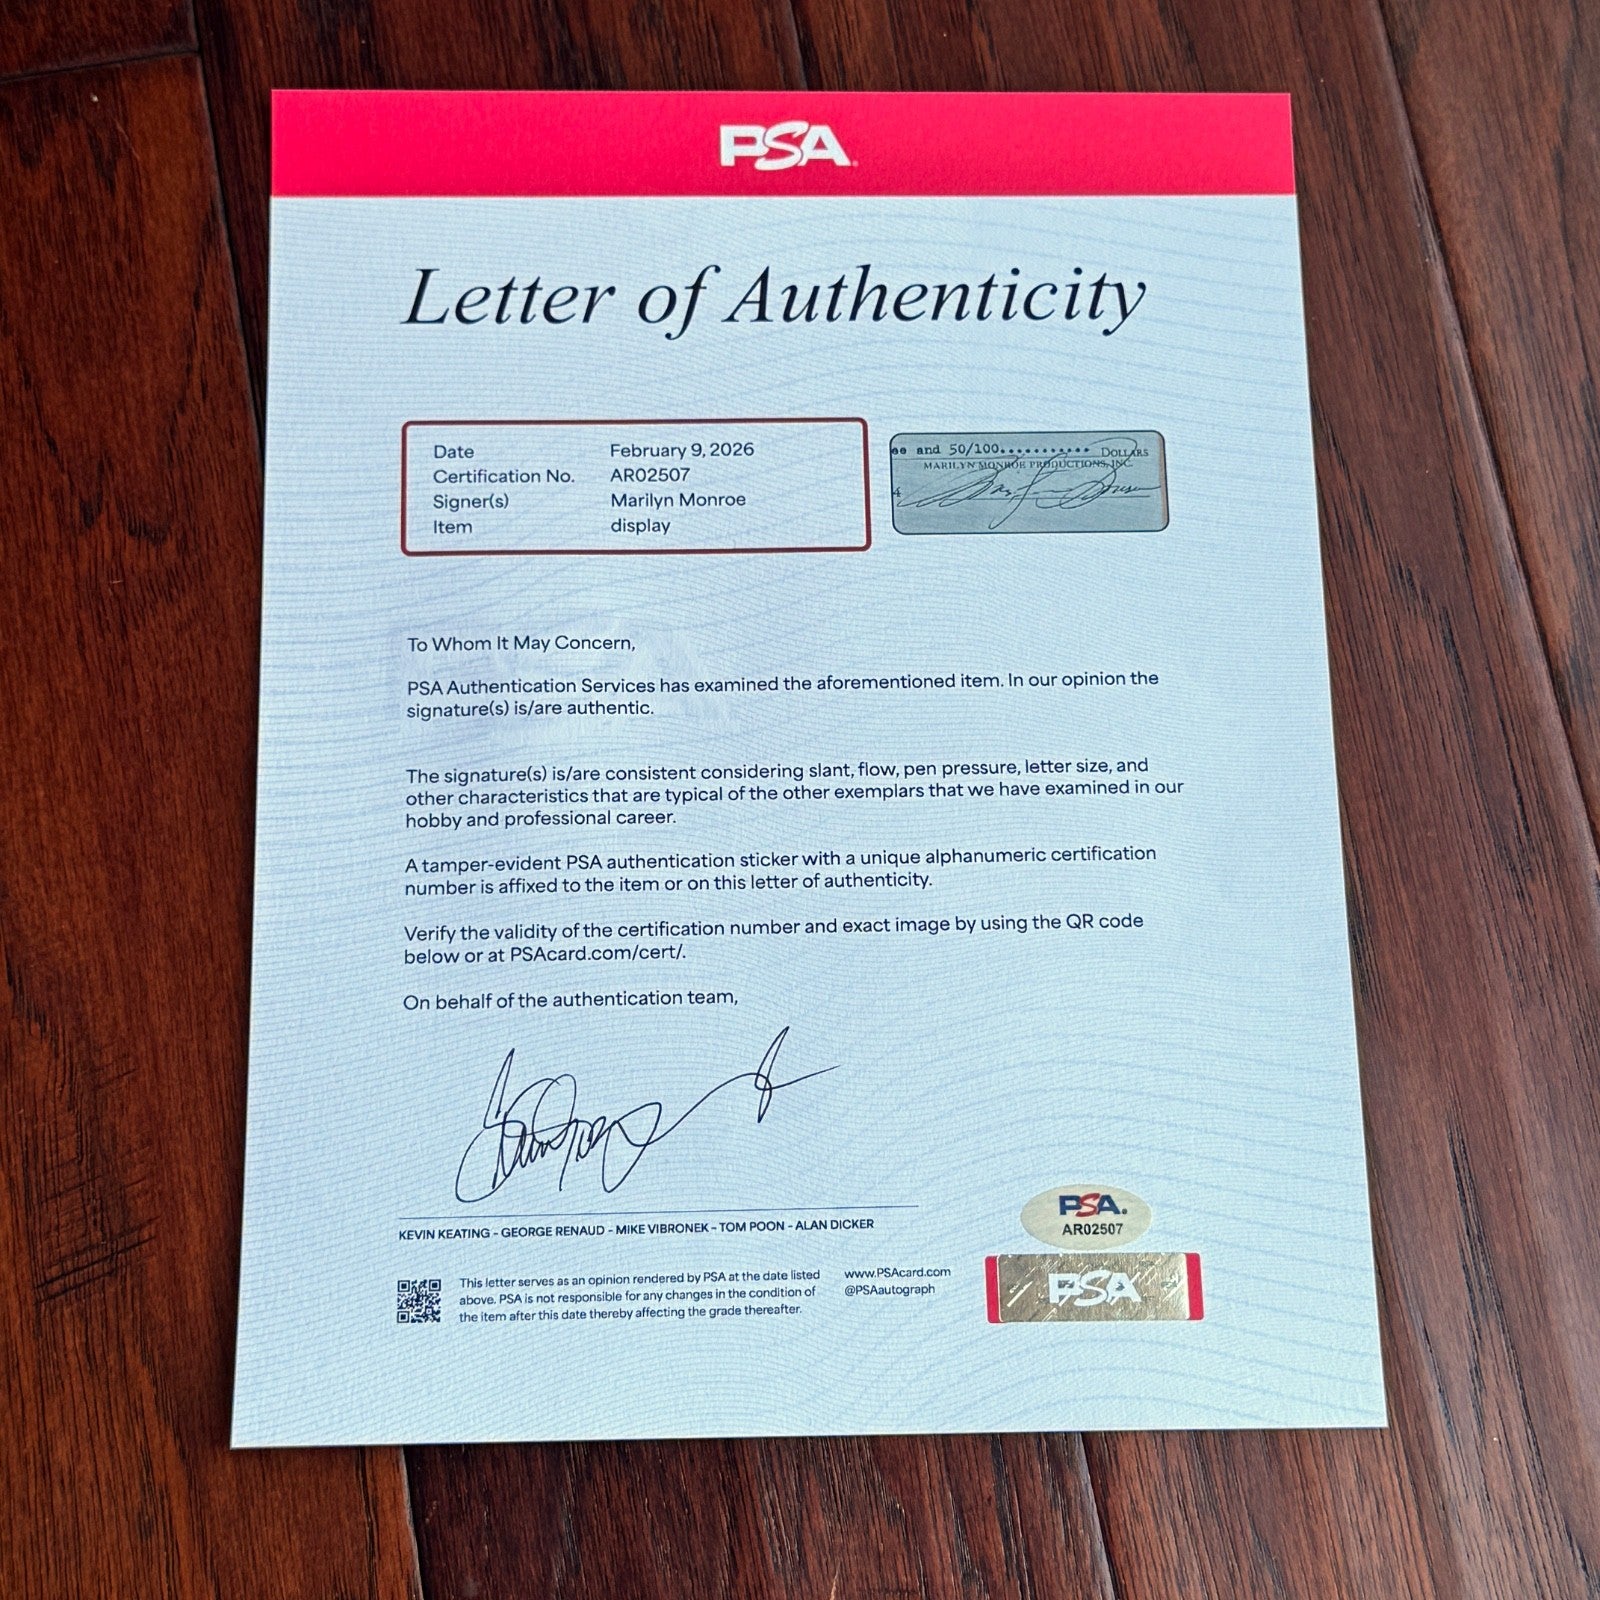 PSA
Letter of Authenticity
Date February 9, 2026
Certification No. AR02507
Signer(s) Marilyn Monroe
Item display
and 50/100........... DOLLARS
MARILYN MONROE PRODUCTIONS, INC.
To Whom It May Concern,
PSA Authentication Services has examined the aforementioned item. In our opinion the
signature(s) is/are authentic.
The signature(s) is/are consistent considering slant, flow, pen pressure, letter size, and
other characteristics that are typical of the other exemplars that we have examined in our
hobby and professional career.
A tamper-evident PSA authentication sticker with a unique alphanumeric certification
number is affixed to the item or on this letter of authenticity.
Verify the validity of the certification number and exact image by using the QR code
below or at PSAcard.com/cert/.
On behalf of the authentication team,
KEVIN KEATING - GEORGE RENAUD - MIKE VIBRONEK - TOM POON - ALAN DICKER
This letter serves as an opinion rendered by PSA at the date listed
above. PSA is not responsible for any changes in the condition of
the item after this date thereby affecting the grade thereafter.
www.PSAcard.com
@PSAautograph
PSA.
AR02507
PSA